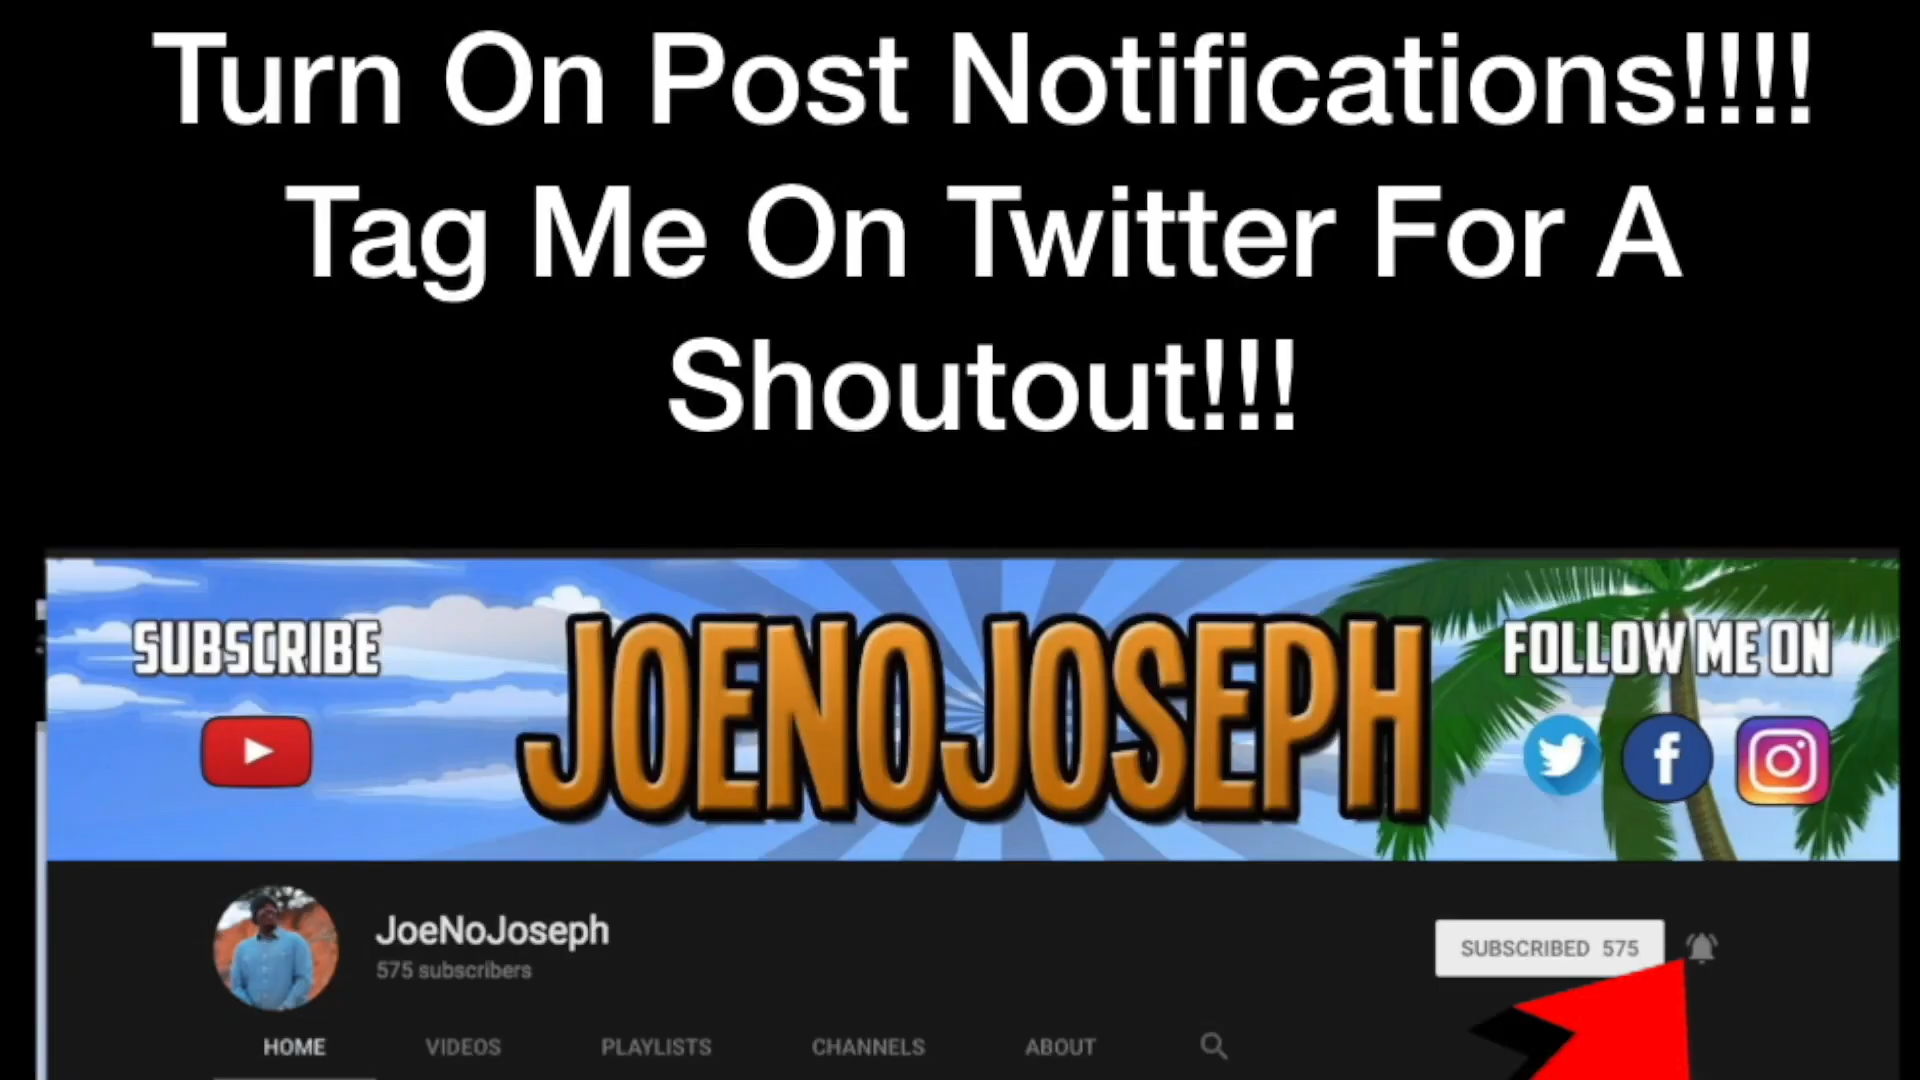 Turn On Post Notifications!!!!
Tag Me On Twitter For A
Shoutout!!!
SUBSCRIBE
JOENOJOSEPH
FOLLOW ME ON
JoeNoJoseph
575 subscribers
SUBSCRIBED 575
HOME VIDEOS PLAYLISTS CHANNELS ABOUT